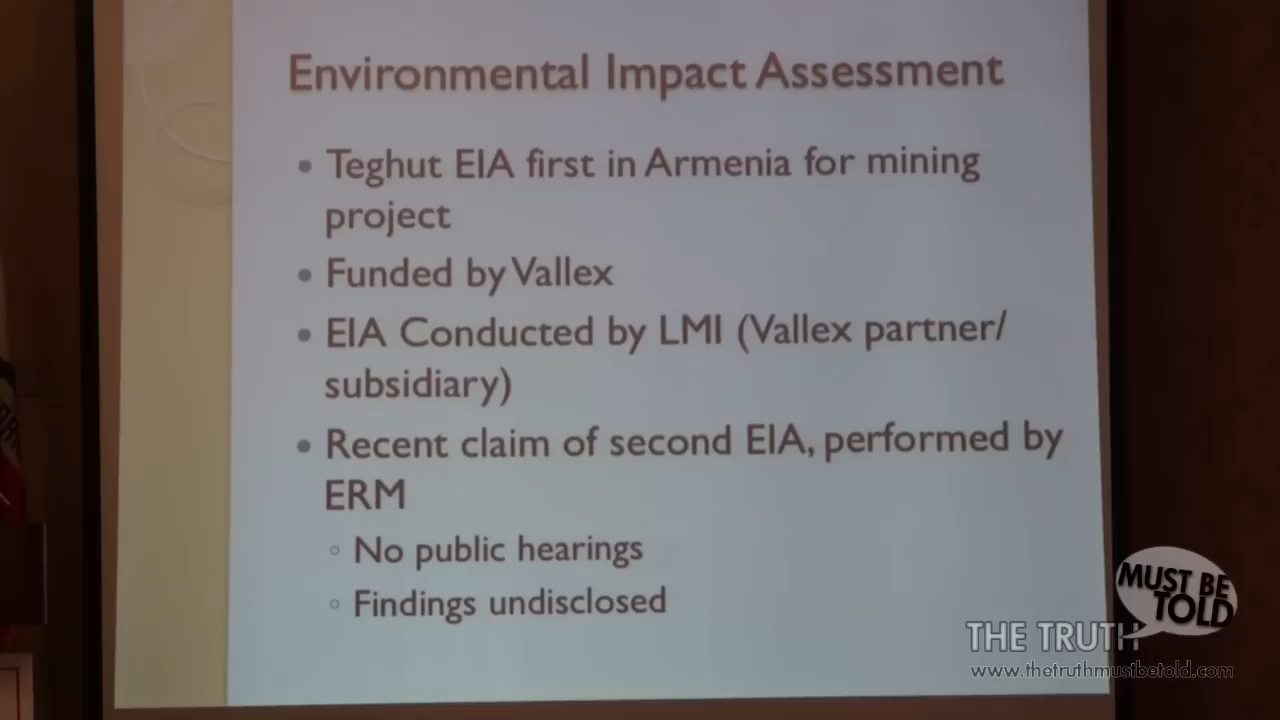 Environmental Impact Assessment
• Teghut EIA first in Armenia for mining
project
• Funded by Vallex
• EIA Conducted by LMI (Vallex partner/
subsidiary)
• Recent claim of second EIA, performed by
ERM
◦ No public hearings
◦ Findings undisclosed
MUST BE
TOLD
THE TRUTH
www.thetruthmustbetold.com